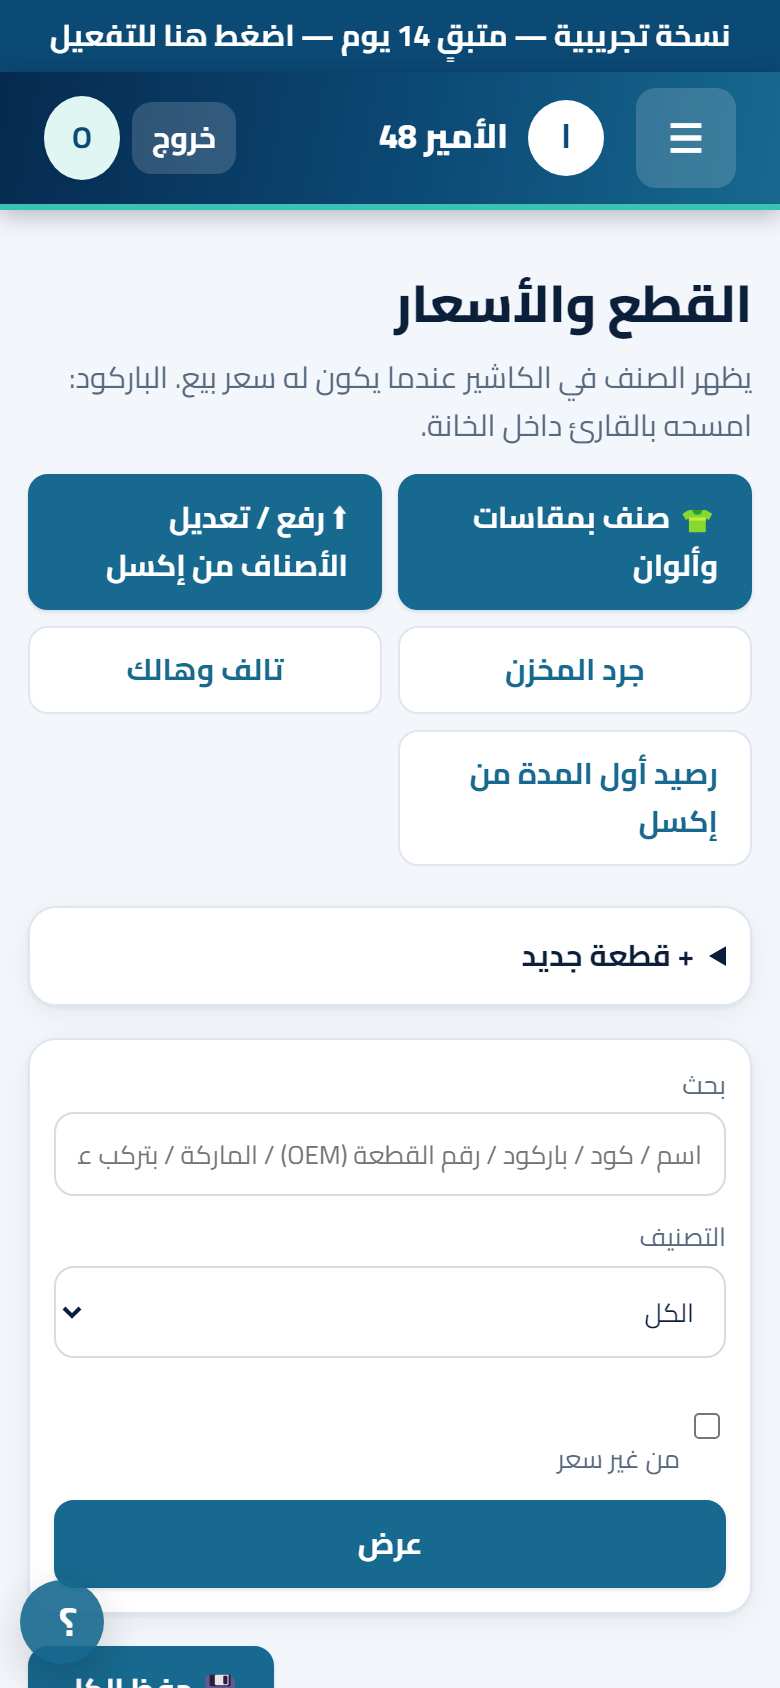 نسخة تجريبية — متبقٍ 14 يوم — اضغط هنا للتفعيل
☰
ا
الأمير 48
خروج
O
القطع والأسعار
يظهر الصنف في الكاشير عندما يكون له سعر بيع. الباركود:
امسحه بالقارئ داخل الخانة.
👕 صنف بمقاسات
وألوان
⬆ رفع / تعديل
الأصناف من إكسل
جرد المخزن
تالف وهالك
رصيد أول المدة من
إكسل
◀ + قطعة جديد
بحث
اسم / كود / باركود / رقم القطعة (OEM) / الماركة / بتركب ع
التصنيف
الكل
من غير سعر
عرض
؟
💾 حفظ الكل